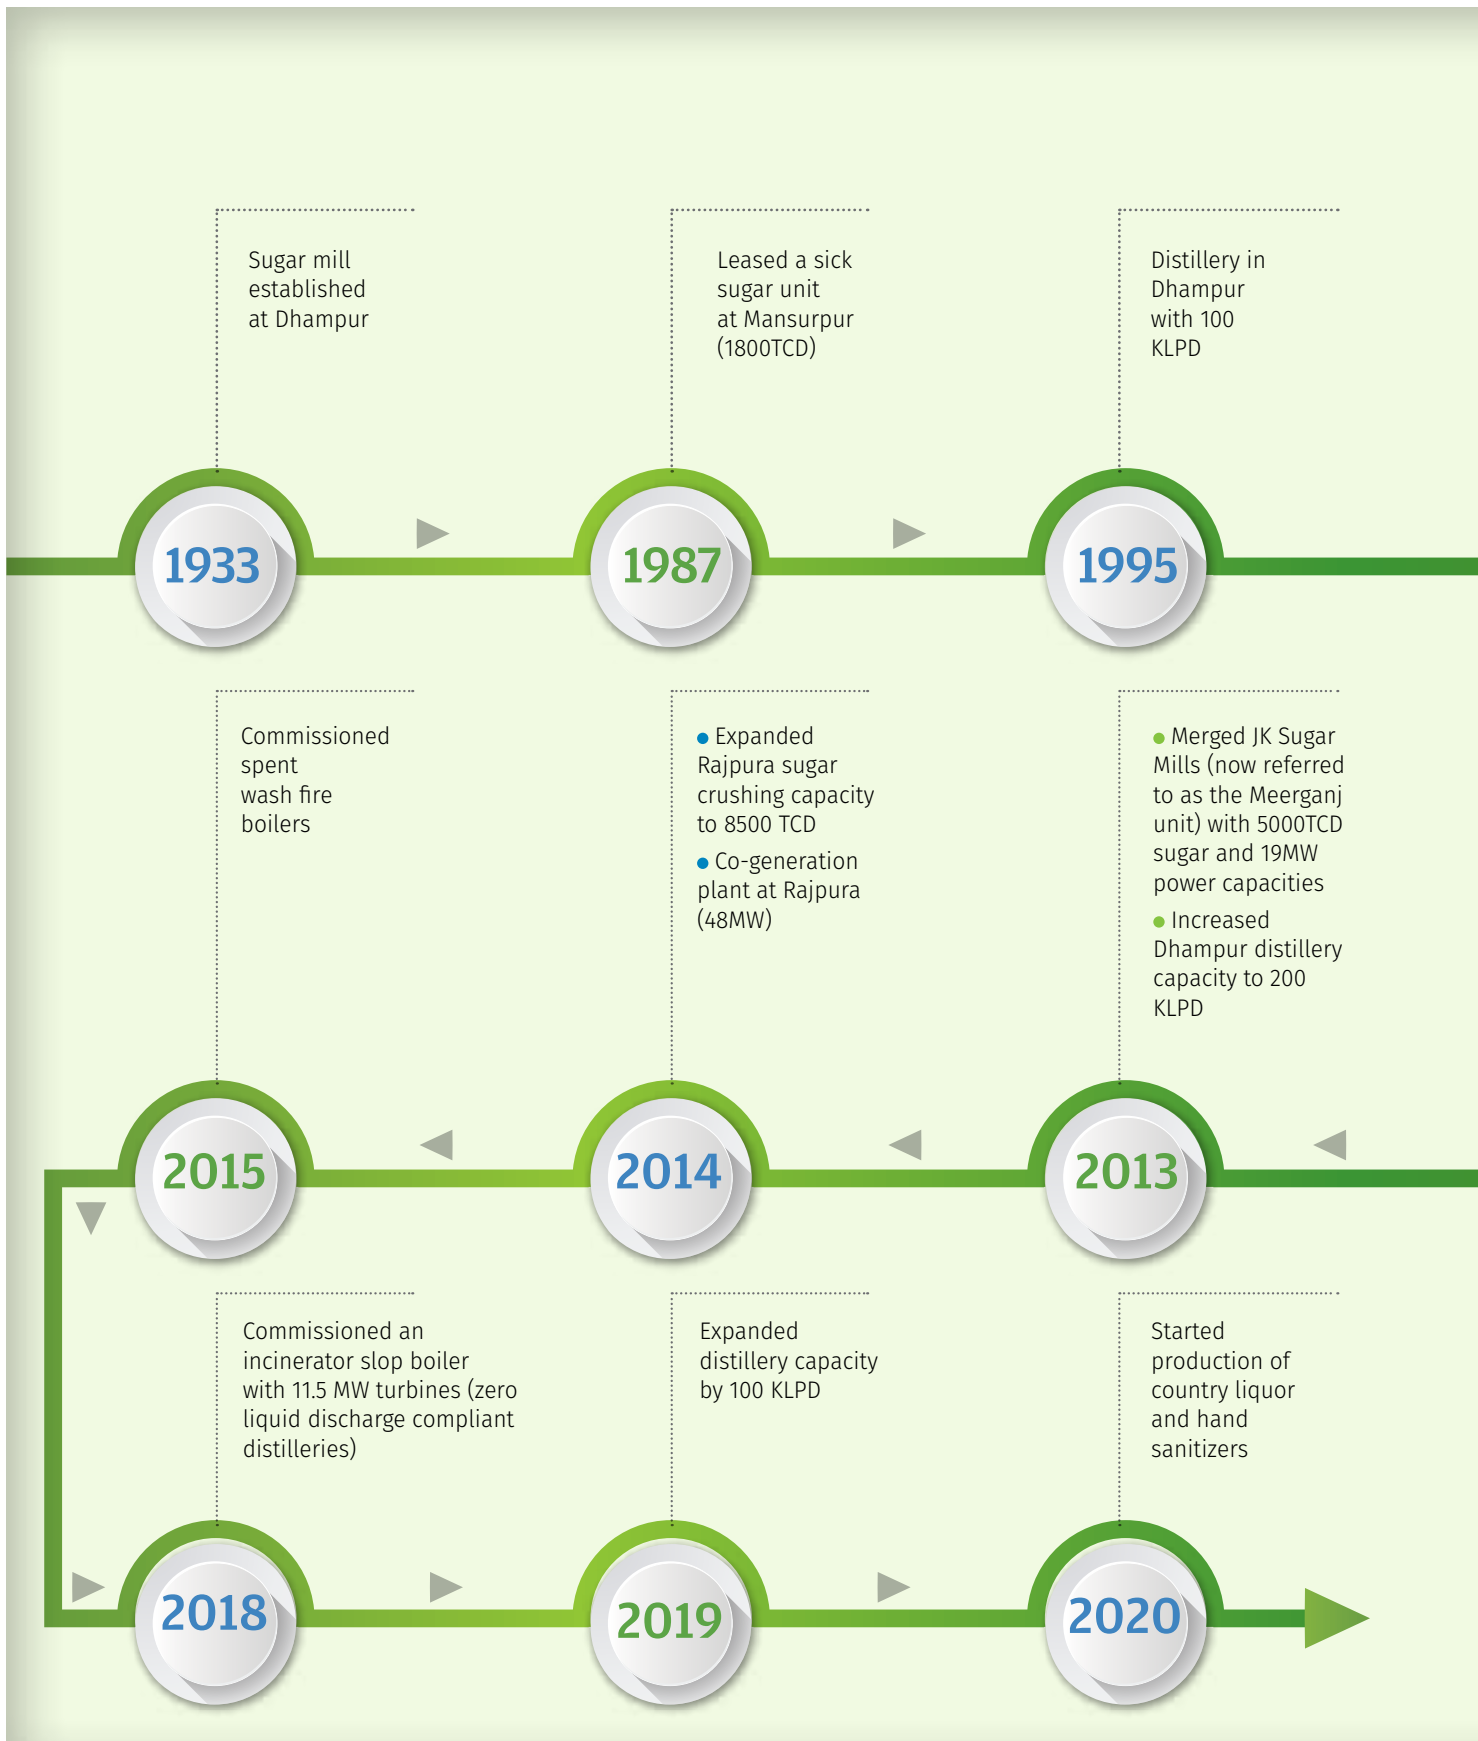 Sugar mill
established
at Dhampur
1933
Leased a sick
sugar unit
at Mansurpur
(1800TCD)
1987
Distillery in
Dhampur
with 100
KLPD
1995
● Merged JK Sugar
Mills (now referred
to as the Meerganj
unit) with 5000TCD
sugar and 19MW
power capacities
● Increased
Dhampur distillery
capacity to 200
KLPD
2013
● Expanded
Rajpura sugar
crushing capacity
to 8500 TCD
● Co-generation
plant at Rajpura
(48MW)
2014
Commissioned
spent
wash fire
boilers
2015
Commissioned an
incinerator slop boiler
with 11.5 MW turbines (zero
liquid discharge compliant
distilleries)
2018
Expanded
distillery capacity
by 100 KLPD
2019
Started
production of
country liquor
and hand
sanitizers
2020